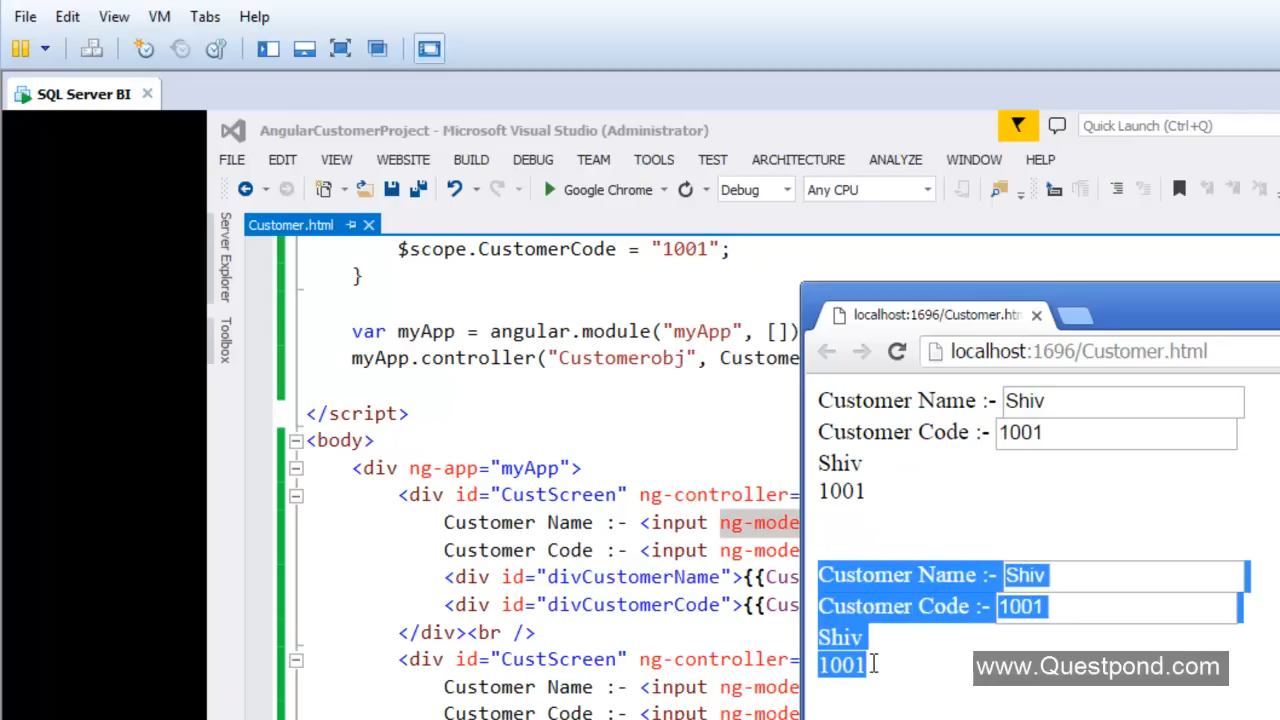 File Edit View VM Tabs Help
SQL Server BI
AngularCustomerProject - Microsoft Visual Studio (Administrator)
Quick Launch (Ctrl+Q)
FILE EDIT VIEW WEBSITE BUILD DEBUG TEAM TOOLS TEST ARCHITECTURE ANALYZE WINDOW HELP
Google Chrome Debug Any CPU
Server Explorer
Toolbox
Customer.html
$scope.CustomerCode = "1001";
}
var myApp = angular.module("myApp", [])
myApp.controller("Customerobj", Custome
</script>
<body>
<div ng-app="myApp">
<div id="CustScreen" ng-controller=
Customer Name :- <input ng-mode
Customer Code :- <input ng-mode
<div id="divCustomerName">{{Cus
<div id="divCustomerCode">{{Cus
</div><br />
<div id="CustScreen" ng-controller=
Customer Name :- <input ng-mode
Customer Code :- <input ng-mode
localhost:1696/Customer.htm
localhost:1696/Customer.html
Customer Name :- Shiv
Customer Code :- 1001
Shiv
1001
Customer Name :- Shiv
Customer Code :- 1001
Shiv
1001
www.Questpond.com